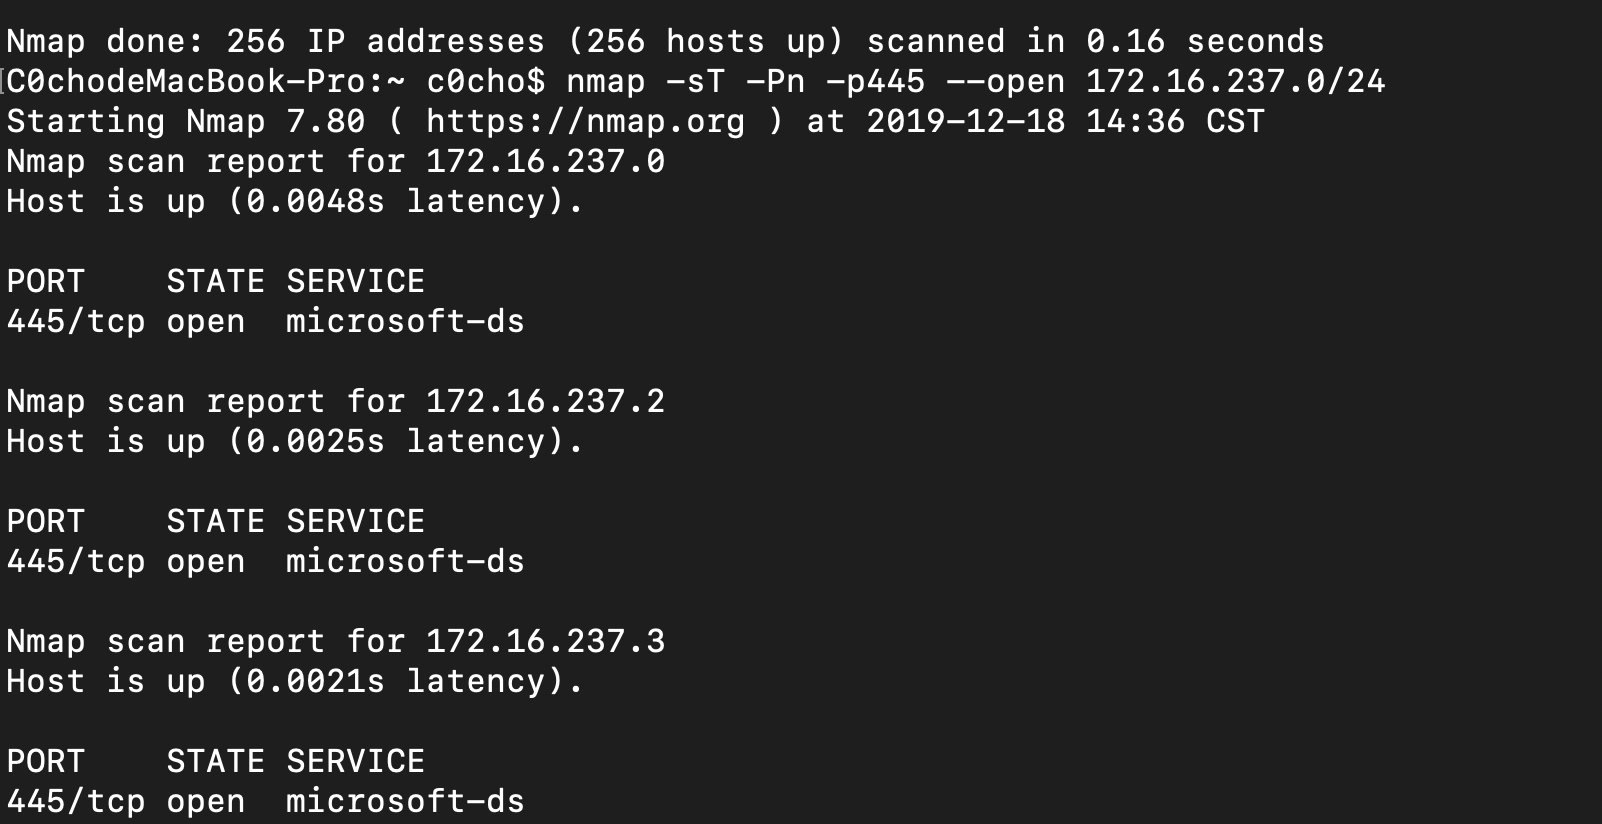 Nmap done: 256 IP addresses (256 hosts up) scanned in 0.16 seconds
[C0chodeMacBook-Pro:~ c0cho$ nmap -sT -Pn -p445 --open 172.16.237.0/24
Starting Nmap 7.80 ( https://nmap.org ) at 2019-12-18 14:36 CST
Nmap scan report for 172.16.237.0
Host is up (0.0048s latency).

PORT    STATE SERVICE
445/tcp open  microsoft-ds

Nmap scan report for 172.16.237.2
Host is up (0.0025s latency).

PORT    STATE SERVICE
445/tcp open  microsoft-ds

Nmap scan report for 172.16.237.3
Host is up (0.0021s latency).

PORT    STATE SERVICE
445/tcp open  microsoft-ds